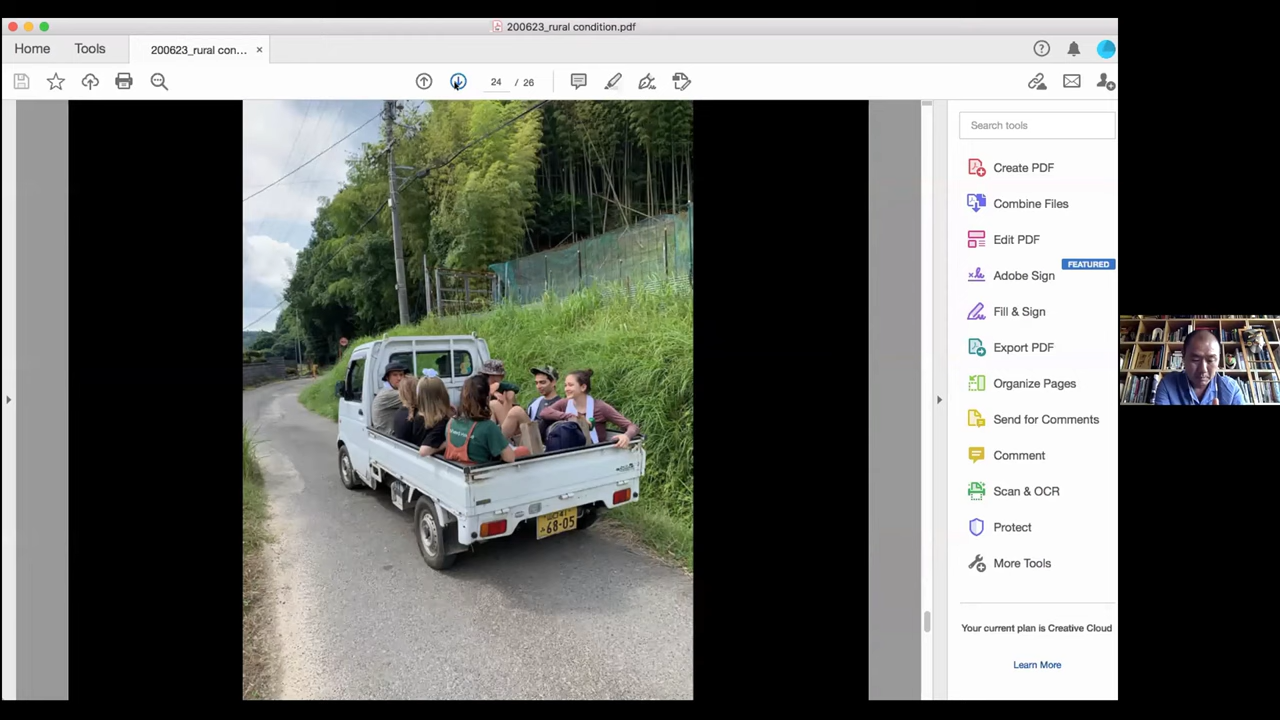 200623_rural condition.pdf
Home
Tools
200623_rural con... ×
24 / 26
Search tools
Create PDF
Combine Files
Edit PDF
FEATURED
Adobe Sign
Fill & Sign
Export PDF
Organize Pages
Send for Comments
Comment
Scan & OCR
Protect
More Tools
Your current plan is Creative Cloud
Learn More
68-05